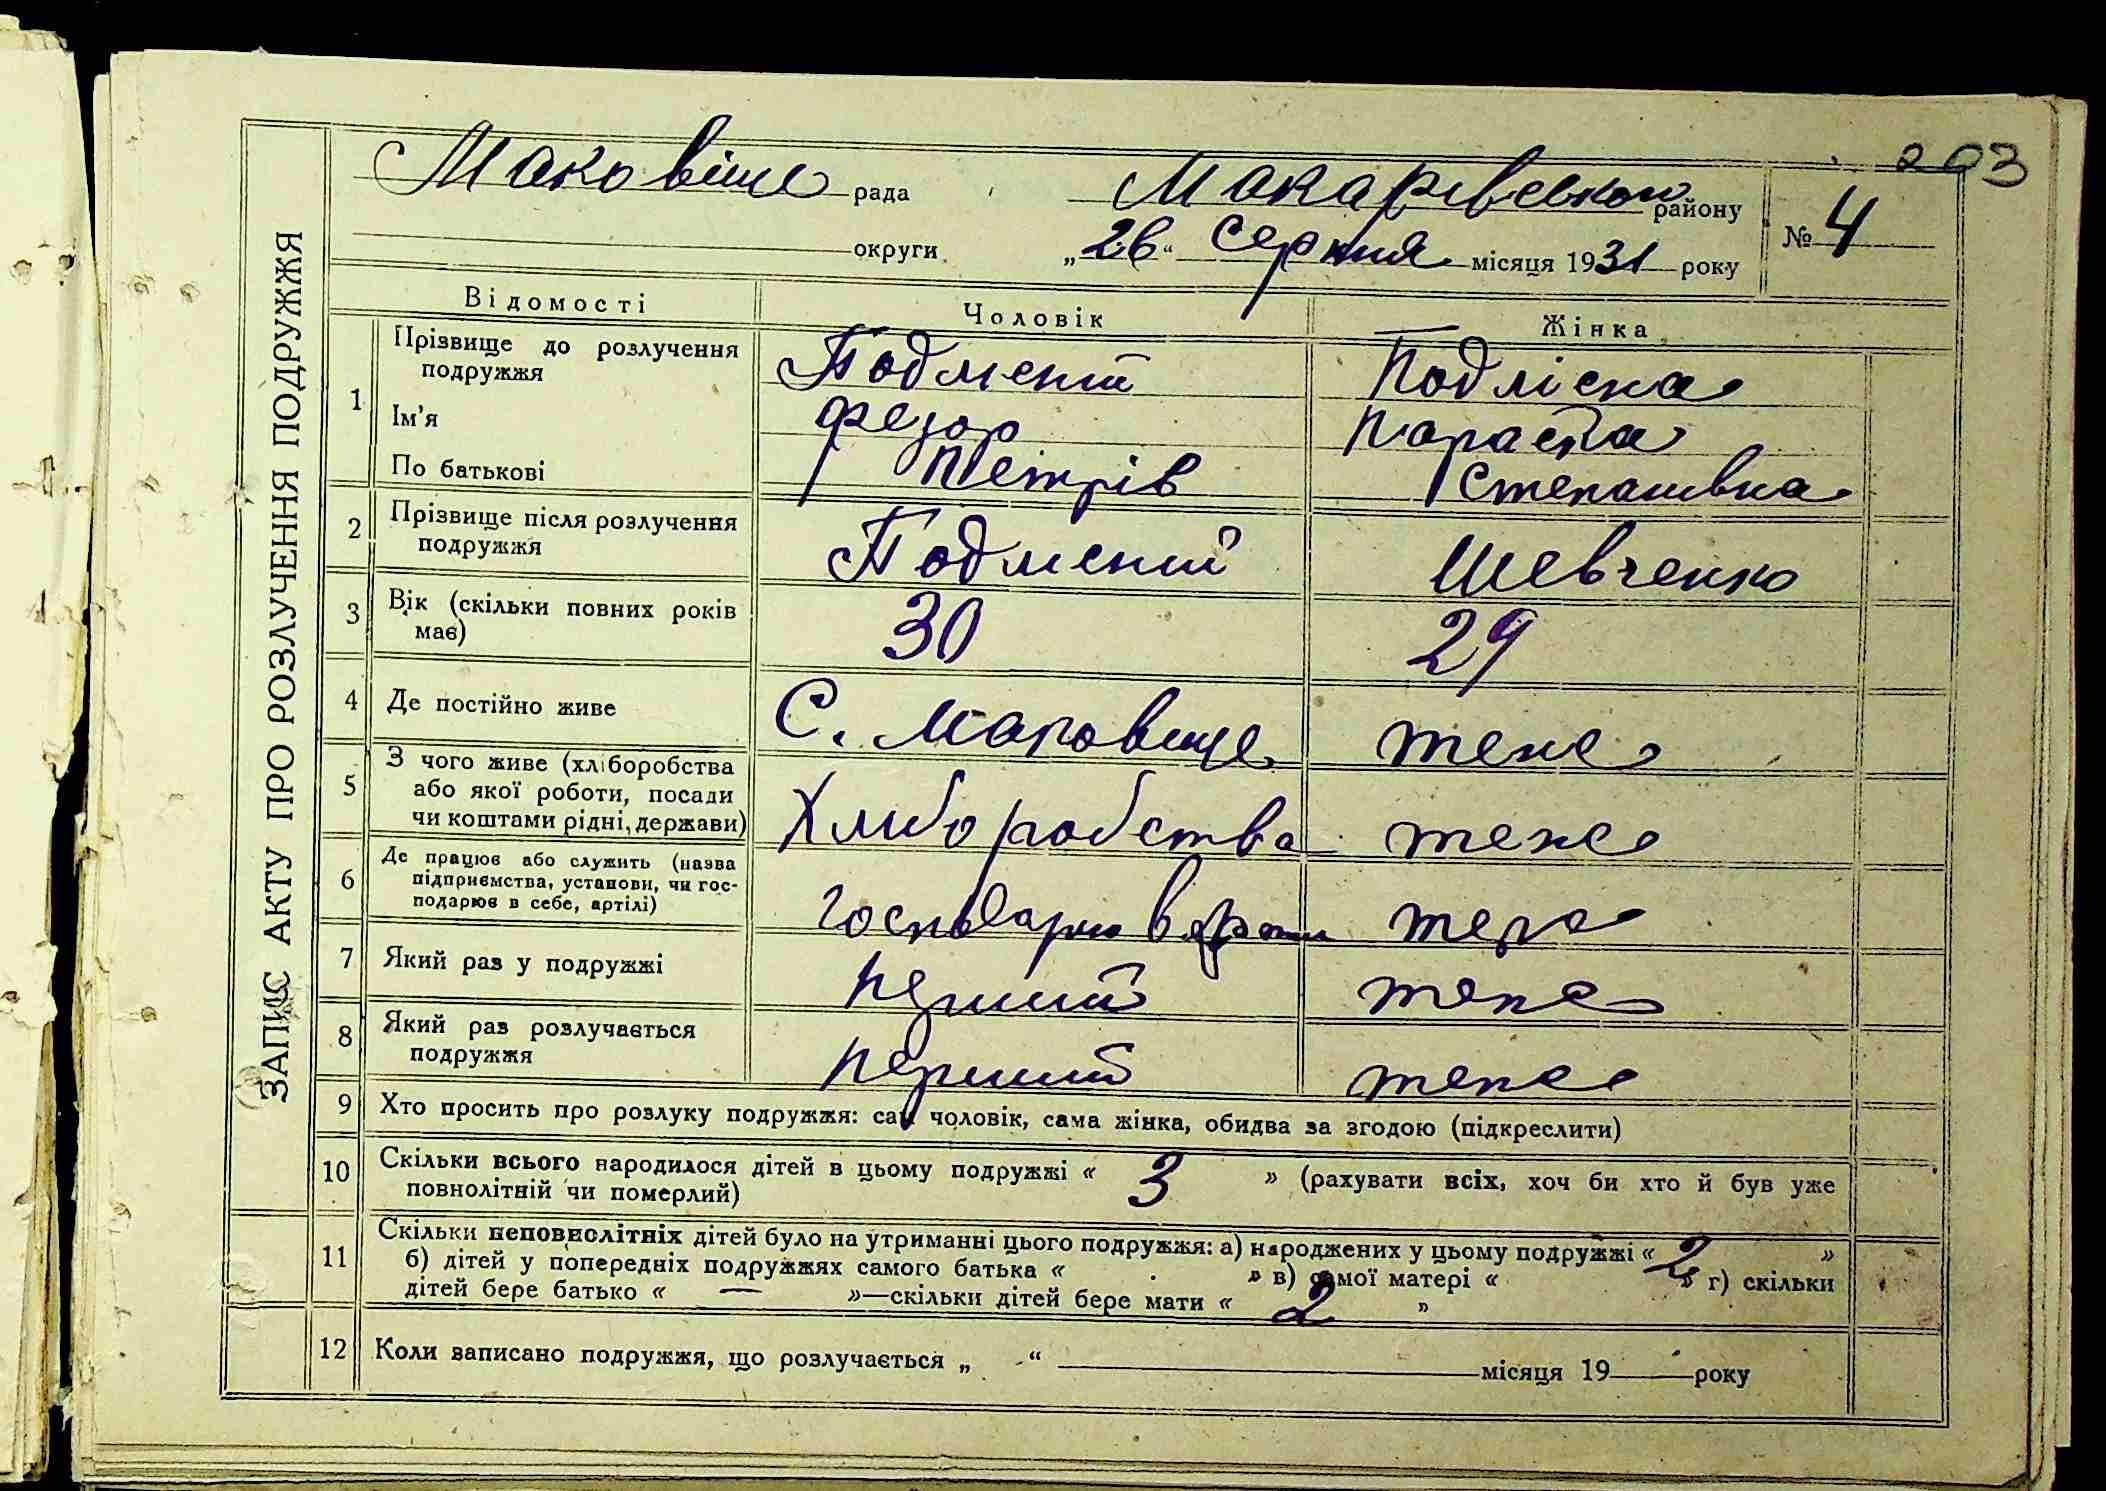 203
Маковіще рада Макарівського району № 4
округи „26“ Серпня місяця 1931 року
ЗАПИС АКТУ ПРО РОЗЛУЧЕННЯ ПОДРУЖЖЯ
Відомості Чоловік Жінка
1 Прізвище до розлучення подружжя Подлісний Подлісна
Ім'я Федор Параска
По батькові Петрів Степанівна
2 Прізвище після розлучення подружжя Подлісний Шевченко
3 Вік (скільки повних років має) 30 29
4 Де постійно живе С. Маковище теже
5 З чого живе (хліборобства або якої роботи, посади чи коштами рідні, держави) Хліборобства теже
6 Де працює або служить (назва підприємства, установи, чи господарює в себе, артілі) господарює в теже
7 Який раз у подружжі перший теже
8 Який раз розлучається подружжя перший теже
9 Хто просить про розлуку подружжя: сам чоловік, сама жінка, обидва за згодою (підкреслити)
10 Скільки всього народилося дітей в цьому подружжі « 3 » (рахувати всіх, хоч би хто й був уже
повнолітній чи померлий)
11 Скільки неповнолітніх дітей було на утриманні цього подружжя: а) народжених у цьому подружжі « 2 »
б) дітей у попередніх подружжях самого батька « » в) самої матері « » г) скільки
дітей бере батько « — »—скільки дітей бере мати « 2 »
12 Коли записано подружжя, що розлучається „ “ місяця 19 року